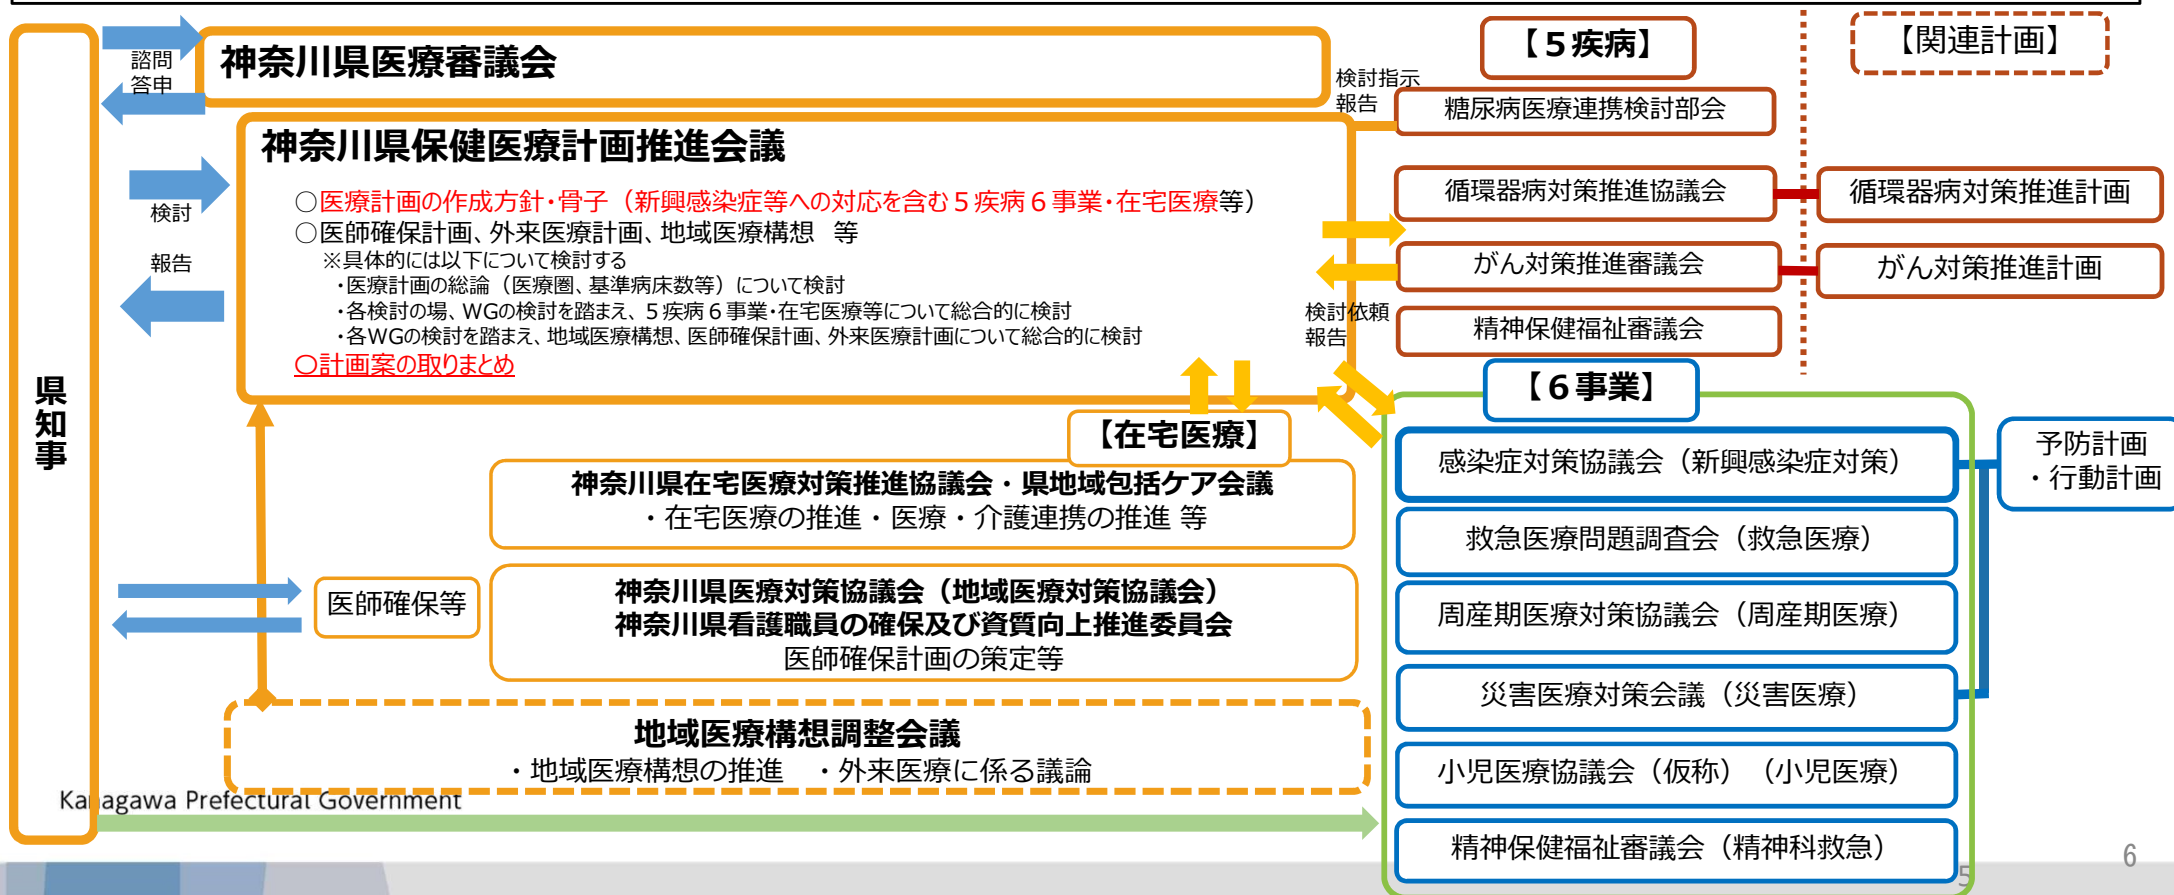 県知事
諮問
答申
神奈川県医療審議会
検討指示
報告
神奈川県保健医療計画推進会議
検討
報告
○医療計画の作成方針・骨子（新興感染症等への対応を含む５疾病６事業・在宅医療等）
○医師確保計画、外来医療計画、地域医療構想　等
※具体的には以下について検討する
・医療計画の総論（医療圏、基準病床数等）について検討
・各検討の場、WGの検討を踏まえ、５疾病６事業・在宅医療等について総合的に検討
・各WGの検討を踏まえ、地域医療構想、医師確保計画、外来医療計画について総合的に検討
○計画案の取りまとめ
検討依頼
報告
【５疾病】
糖尿病医療連携検討部会
循環器病対策推進協議会
がん対策推進審議会
精神保健福祉審議会
【関連計画】
循環器病対策推進計画
がん対策推進計画
【在宅医療】
神奈川県在宅医療対策推進協議会・県地域包括ケア会議
・在宅医療の推進・医療・介護連携の推進 等
医師確保等
神奈川県医療対策協議会（地域医療対策協議会）
神奈川県看護職員の確保及び資質向上推進委員会
医師確保計画の策定等
地域医療構想調整会議
・地域医療構想の推進　・外来医療に係る議論
【６事業】
感染症対策協議会（新興感染症対策）
救急医療問題調査会（救急医療）
周産期医療対策協議会（周産期医療）
災害医療対策会議（災害医療）
小児医療協議会（仮称）（小児医療）
精神保健福祉審議会（精神科救急）
予防計画
・行動計画
Kanagawa Prefectural Government
5
6